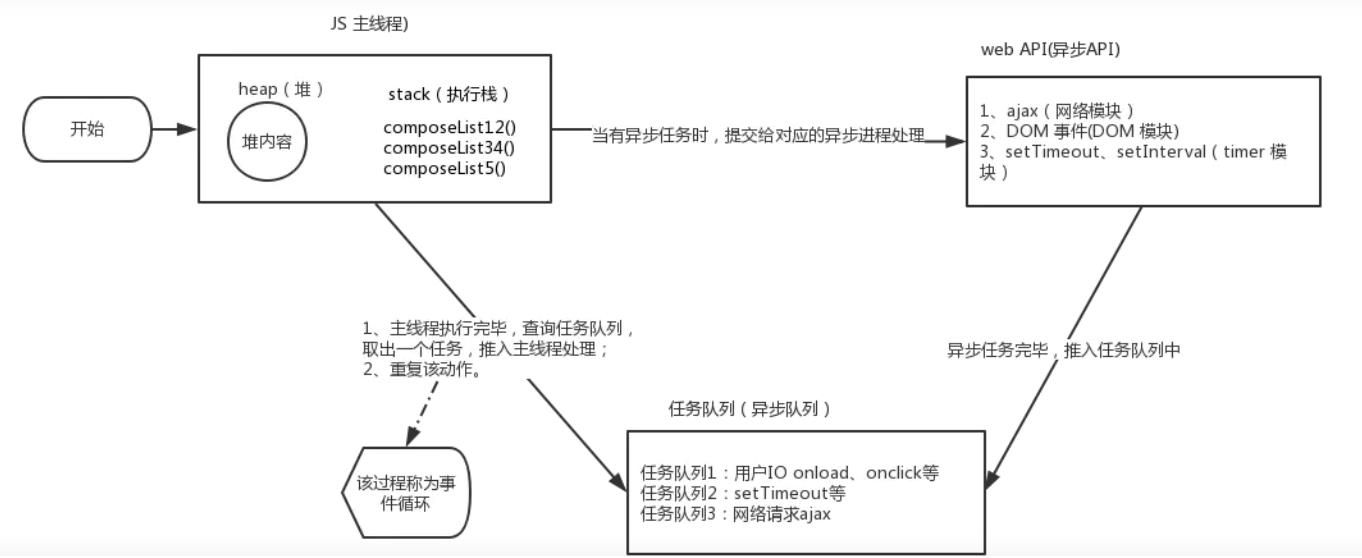 JS 主线程)
web API(异步API)
开始
heap（堆）
堆内容
stack（执行栈）
composeList12()
composeList34()
composeList5()
当有异步任务时，提交给对应的异步进程处理
1、ajax（网络模块）
2、DOM 事件(DOM 模块)
3、setTimeout、setInterval（timer 模
块）
1、主线程执行完毕，查询任务队列，
取出一个任务，推入主线程处理；
2、重复该动作。
异步任务完毕，推入任务队列中
该过程称为事
件循环
任务队列（异步队列）
任务队列1：用户IO onload、onclick等
任务队列2：setTimeout等
任务队列3：网络请求ajax